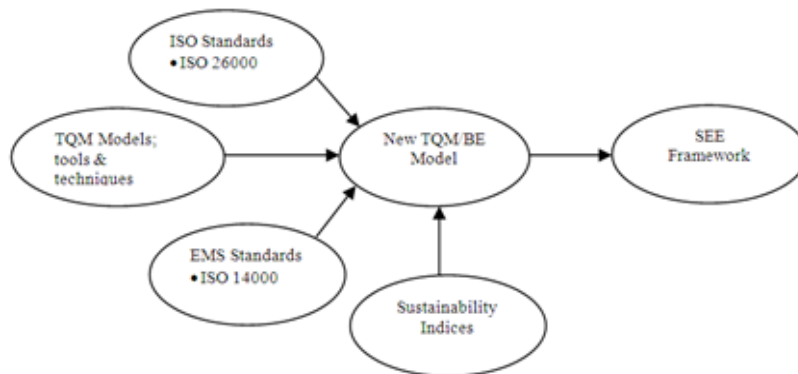 ISO Standards
•ISO 26000
TQM Models;
tools &
techniques
New TQM/BE
Model
SEE
Framework
EMS Standards
•ISO 14000
Sustainability
Indices